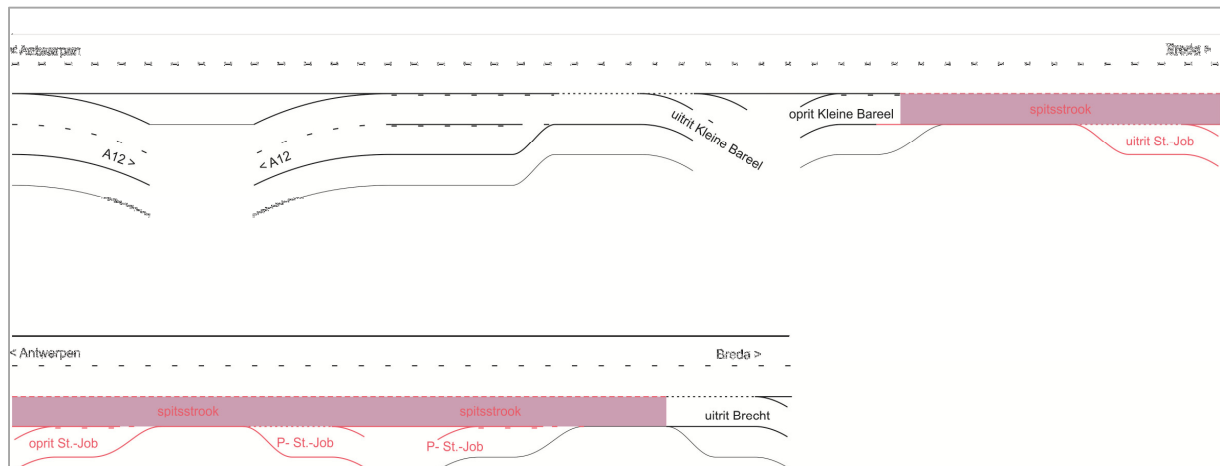 < Antwerpen
Breda >
oprit Kleine Bareel
spitsstrook
uitrit Kleine Bareel
uitrit St.-Job
A12 >
< A12
< Antwerpen
Breda >
spitsstrook
spitsstrook
uitrit Brecht
oprit St.-Job
P- St.-Job
P- St.-Job